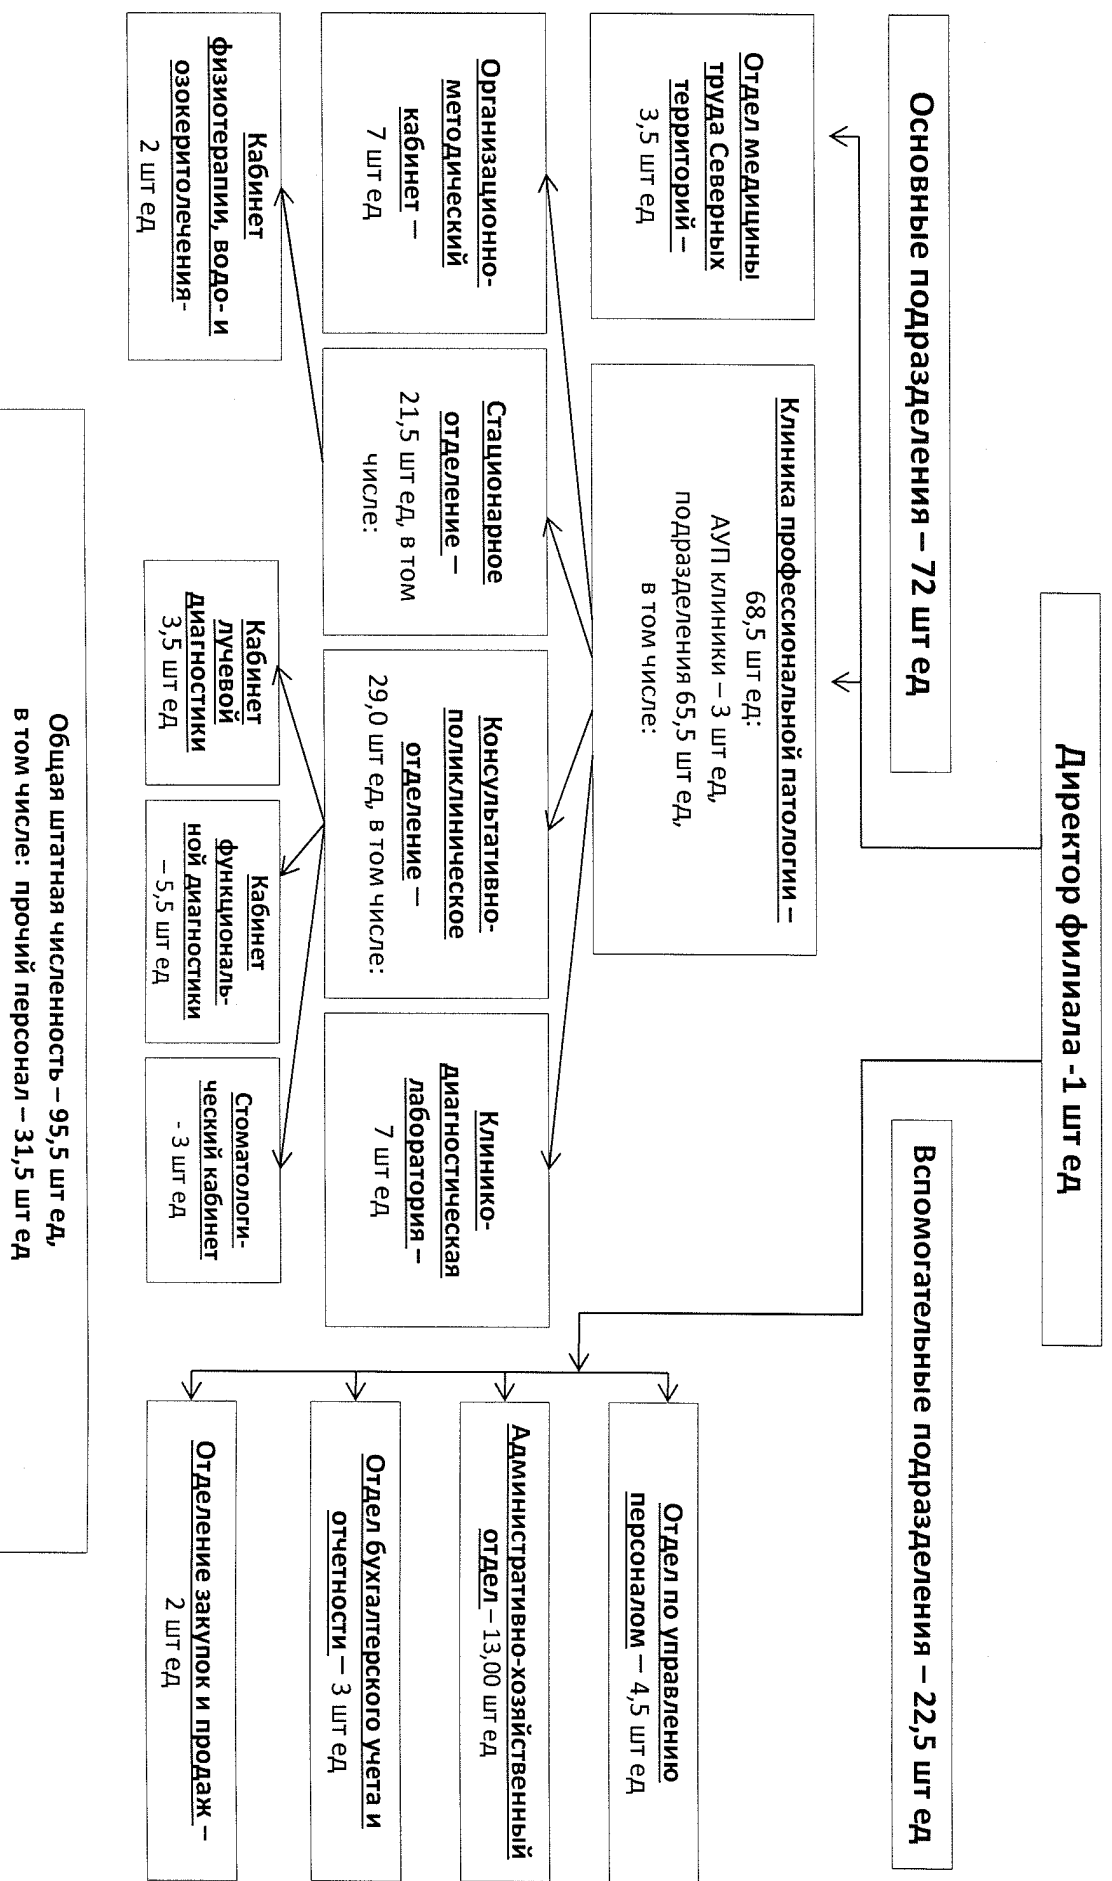 Директор филиала -1 шт ед
Основные подразделения – 72 шт ед
Вспомогательные подразделения – 22,5 шт ед
Отдел медицины
труда Северных
территорий –
3,5 шт ед
Клиника профессиональной патологии –
68,5 шт ед:
АУП клиники – 3 шт ед,
подразделения 65,5 шт ед,
в том числе:
Организационно-
методический
кабинет –
7 шт ед
Стационарное
отделение –
21,5 шт ед, в том
числе:
Консультативно-
поликлиническое
отделение –
29,0 шт ед, в том числе:
Клинико-
диагностическая
лаборатория –
7 шт ед
Кабинет
физиотерапии, водо- и
озокеритолечения-
2 шт ед
Кабинет
лучевой
диагностики
3,5 шт ед
Кабинет
функциональ-
ной диагностики
– 5,5 шт ед
Стоматологи-
ческий кабинет
- 3 шт ед
Отдел по управлению
персоналом – 4,5 шт ед
Административно-хозяйственный
отдел – 13,00 шт ед
Отдел бухгалтерского учета и
отчетности – 3 шт ед
Отделение закупок и продаж –
2 шт ед
Общая штатная численность – 95,5 шт ед,
в том числе: прочий персонал – 31,5 шт ед